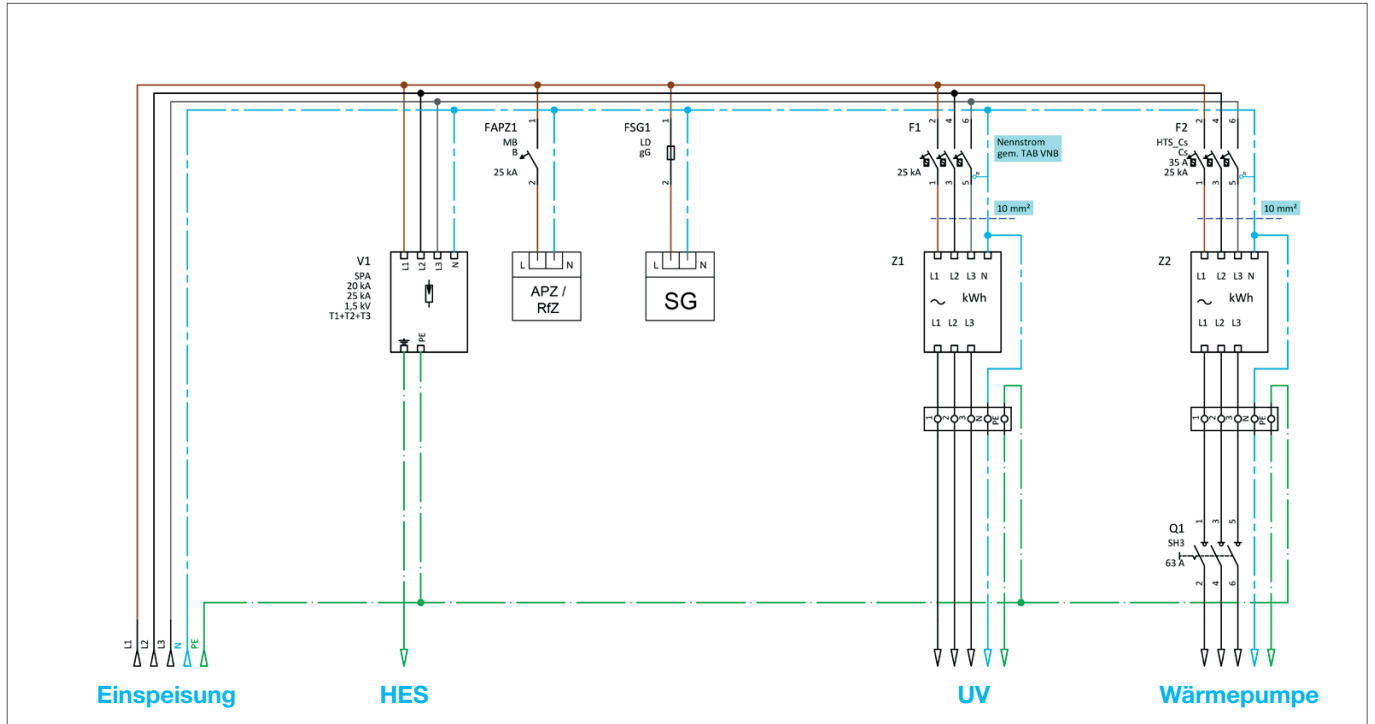 FAPZ1
MB
B
25 kA
1
2
FSG1
LD
gG
1
2
F1
25 kA
2
4
6
1
3
5
Nennstrom
gem. TAB VNB
10 mm²
F2
HTS_Cs
Cs
35 A
25 kA
2
4
6
1
3
5
10 mm²
V1
SPA
20 kA
25 kA
1,5 kV
T1+T2+T3
L1
L2
L3
N
PE
L N
APZ /
RfZ
L N
SG
Z1
L1 L2 L3 N
kWh
L1 L2 L3
Z2
L1 L2 L3 N
kWh
L1 L2 L3
1
2
3
N
PE
1
2
3
N
PE
Q1
SH3
63 A
1
3
5
2
4
6
L1
L2
L3
N
PE
Einspeisung
HES
UV
Wärmepumpe